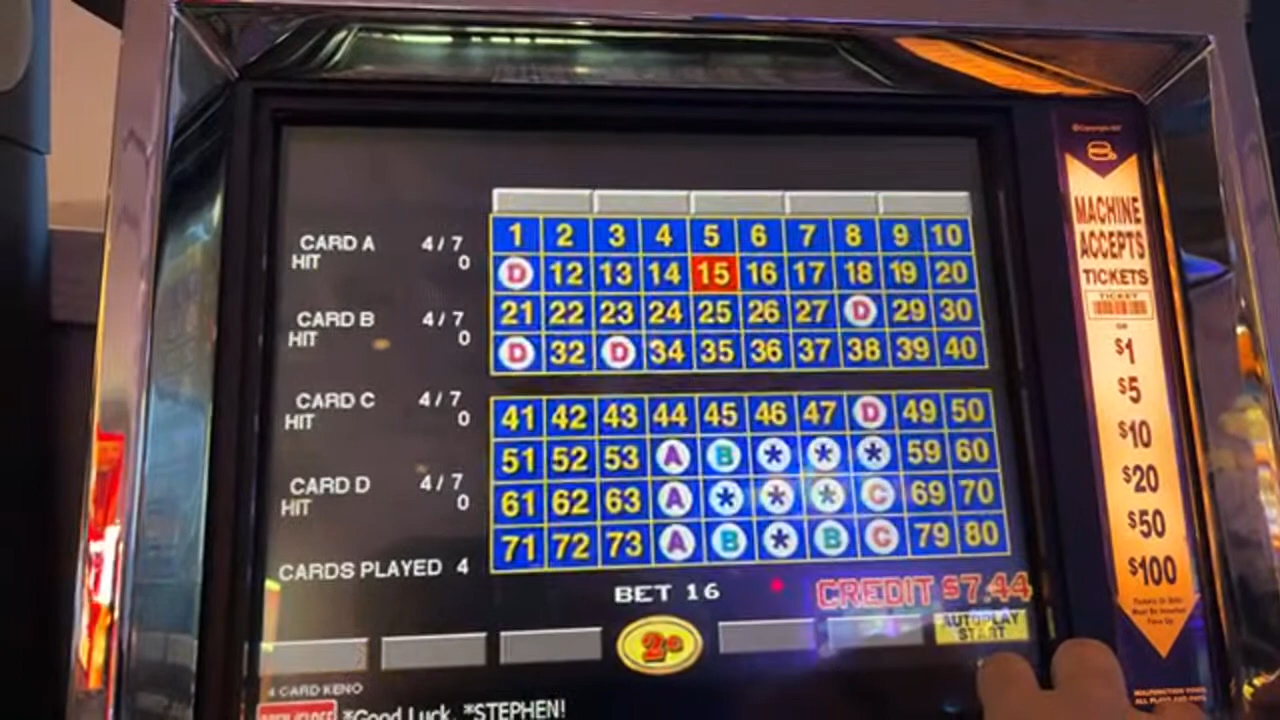 CARD A 4/7
HIT 0
CARD B 4/7
HIT 0
CARD C 4/7
HIT 0
CARD D 4/7
HIT 0
CARDS PLAYED 4
1 2 3 4 5 6 7 8 9 10
D 12 13 14 15 16 17 18 19 20
21 22 23 24 25 26 27 D 29 30
D 32 D 34 35 36 37 38 39 40
41 42 43 44 45 46 47 D 49 50
51 52 53 A B * * * 59 60
61 62 63 A * * * C 69 70
71 72 73 A B * B C 79 80
BET 16
CREDIT $7.44
2¢
AUTOPLAY
START
4 CARD KENO
*Good Luck, *STEPHEN!
MACHINE
ACCEPTS
TICKETS
TICKET
OR
$1
$5
$10
$20
$50
$100